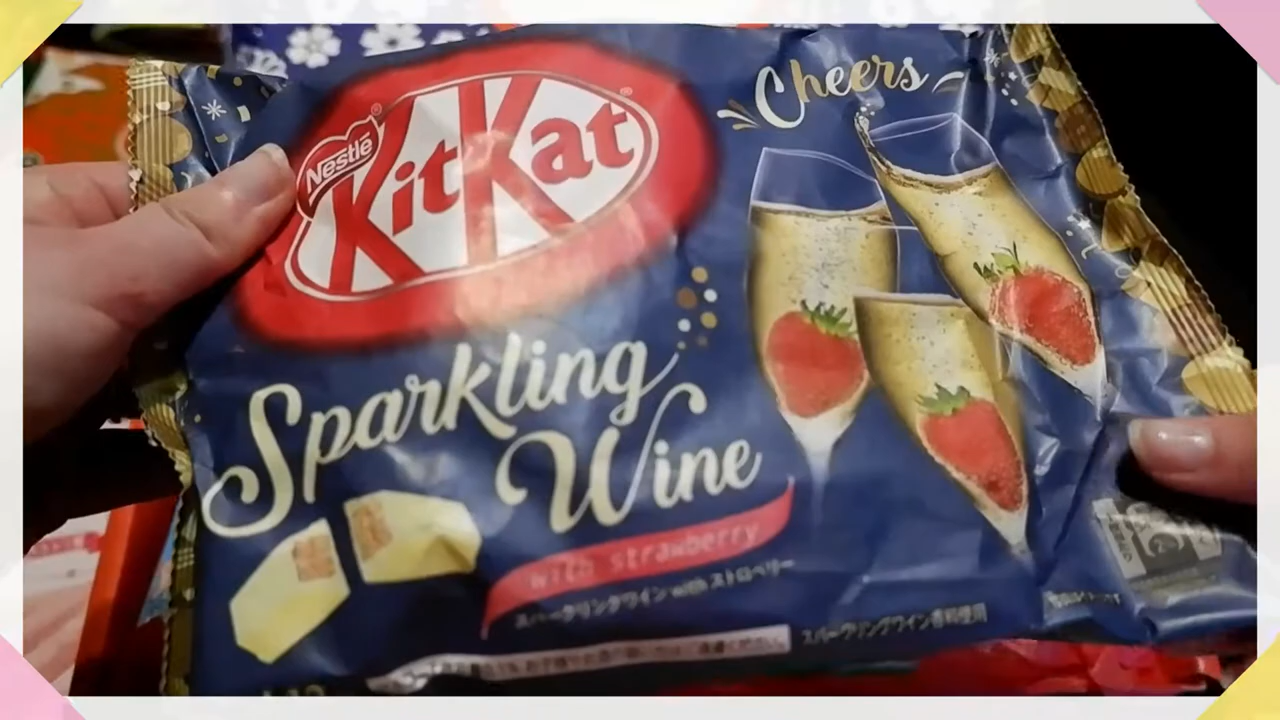 Cheers
Nestlé
KitKat
Sparkling
Wine
with strawberry
スパークリングワイン with ストロベリー
スパークリングワイン香料使用